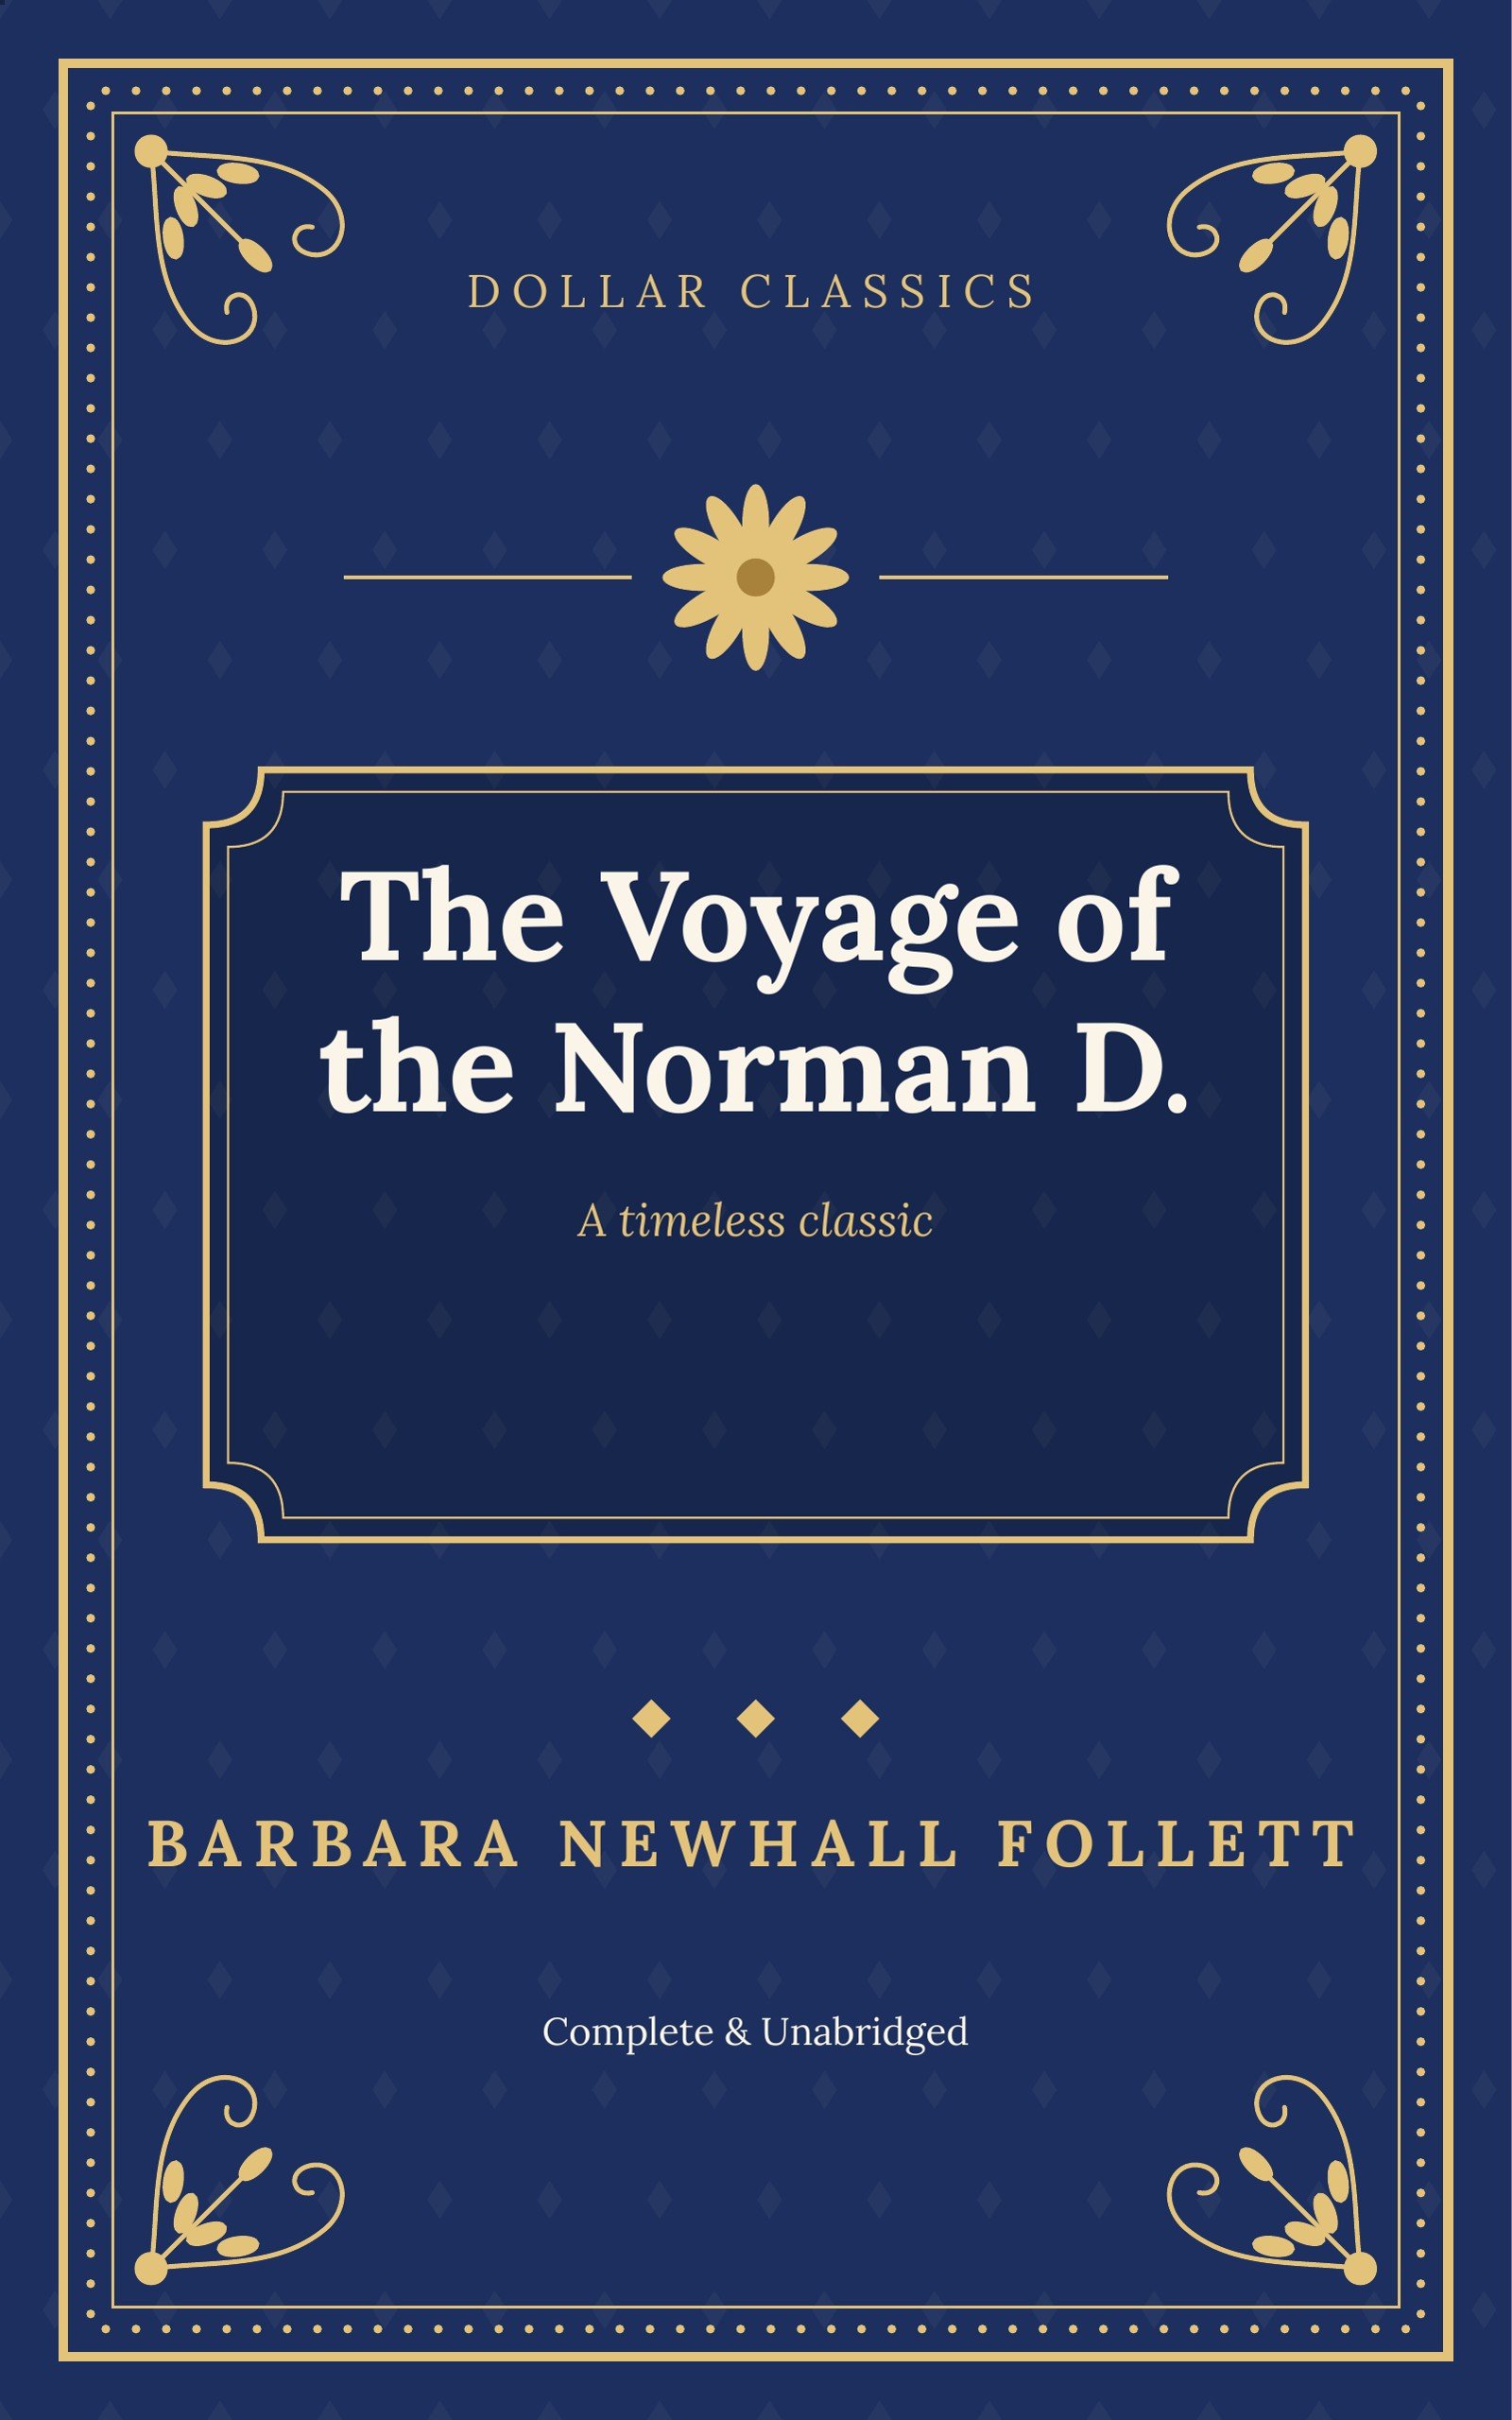 DOLLAR CLASSICS
The Voyage of
the Norman D.
A timeless classic
BARBARA NEWHALL FOLLETT
Complete & Unabridged